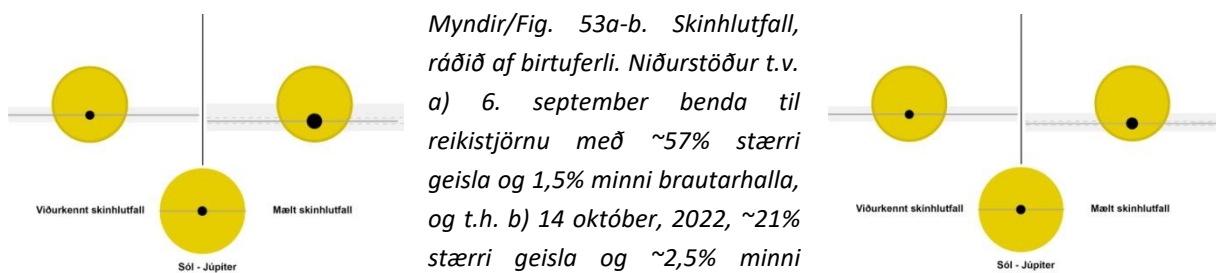 Viðurkennt skinhlutfall
Mælt skinhlutfall
Sól - Júpiter
Myndir/Fig. 53a-b. Skinhlutfall,
ráðið af birtuferli. Niðurstöður t.v.
a) 6. september benda til
reikistjörnu með ~57% stærri
geisla og 1,5% minni brautarhalla,
og t.h. b) 14 október, 2022, ~21%
stærri geisla og ~2,5% minni
Viðurkennt skinhlutfall
Mælt skinhlutfall
Sól - Júpiter